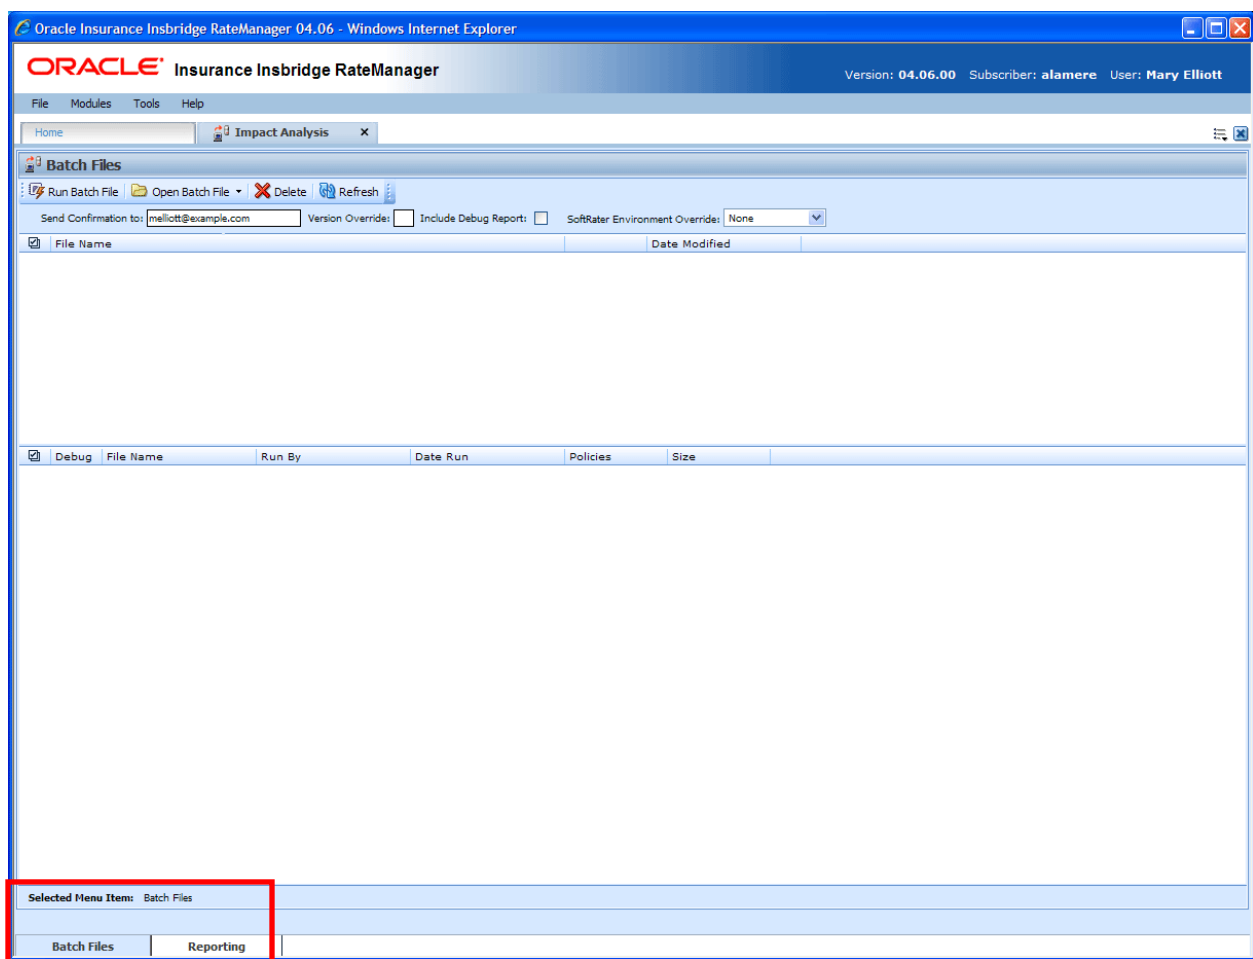 Oracle Insurance Insbridge RateManager 04.06 - Windows Internet Explorer
ORACLE Insurance Insbridge RateManager
Version: 04.06.00 Subscriber: alamere User: Mary Elliott
File Modules Tools Help
Home Impact Analysis x
Batch Files
Run Batch File Open Batch File Delete Refresh
Send Confirmation to: melliott@example.com Version Override: Include Debug Report: SoftRater Environment Override: None
File Name Date Modified
Debug File Name Run By Date Run Policies Size
Selected Menu Item: Batch Files
Batch Files Reporting